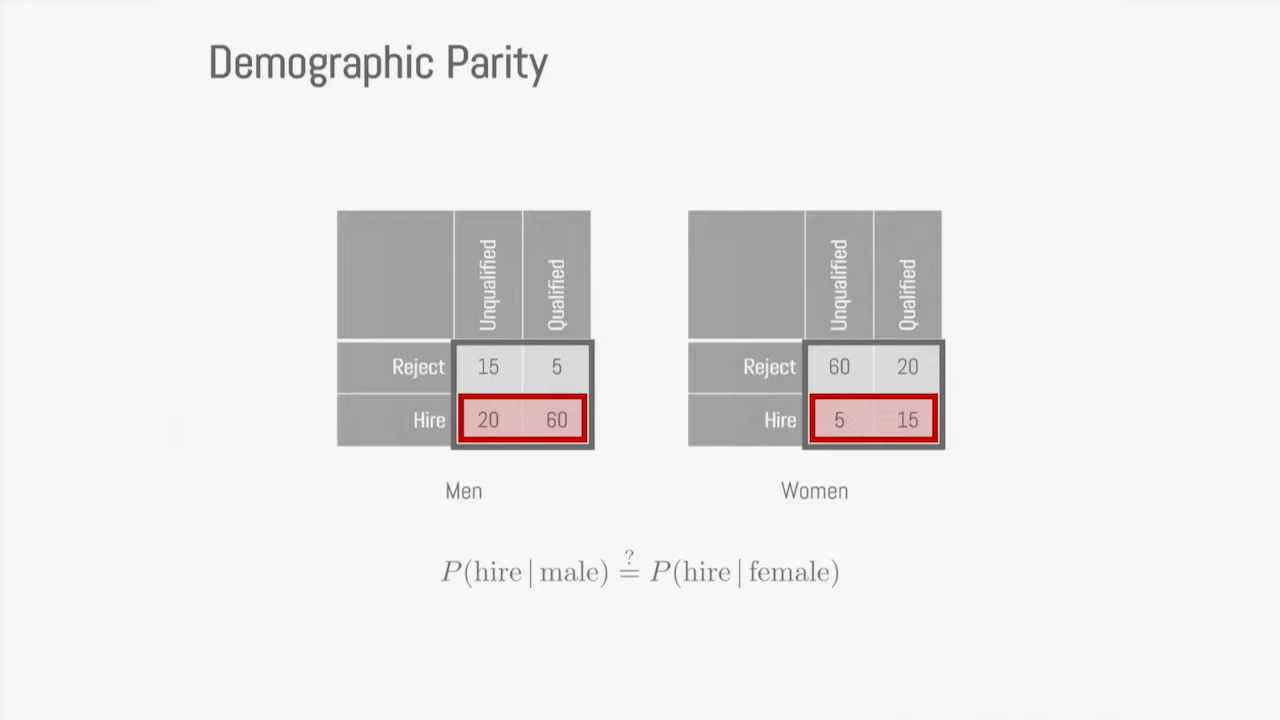 Demographic Parity
Unqualified Qualified
Reject 15 5
Hire 20 60
Men
Unqualified Qualified
Reject 60 20
Hire 5 15
Women
P(hire | male) ≟ P(hire | female)